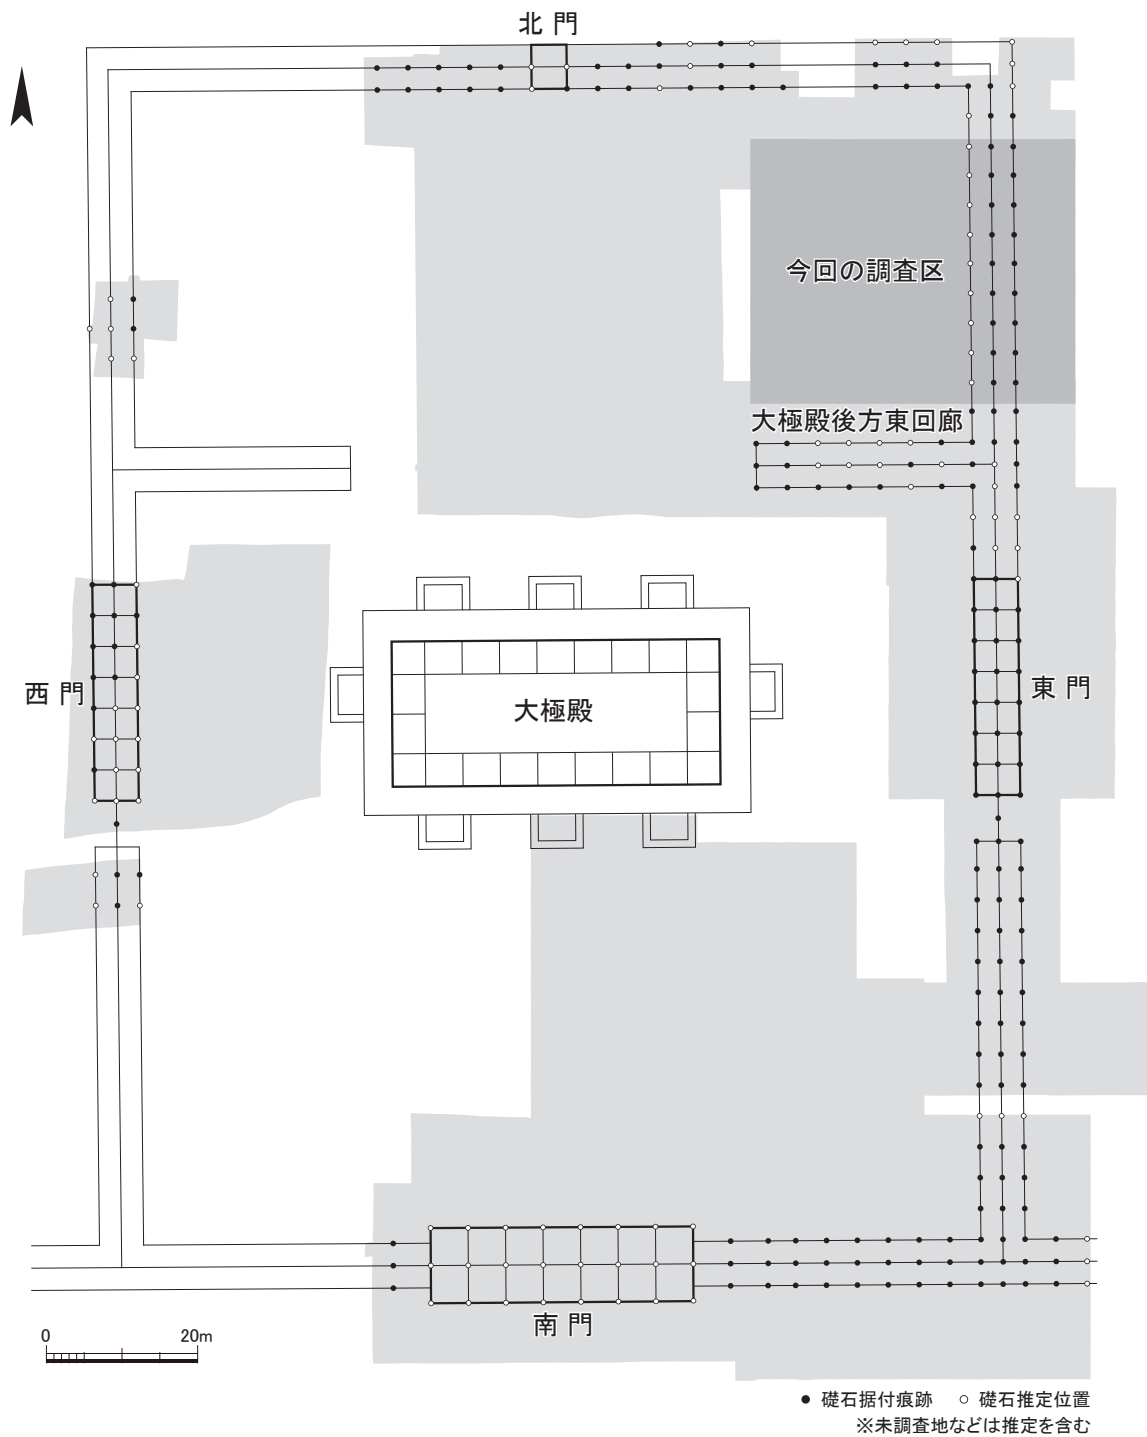 北門
今回の調査区
大極殿後方東回廊
西門
大極殿
東門
南門
0 20m
● 礎石据付痕跡 ○ 礎石推定位置
※未調査地などは推定を含む